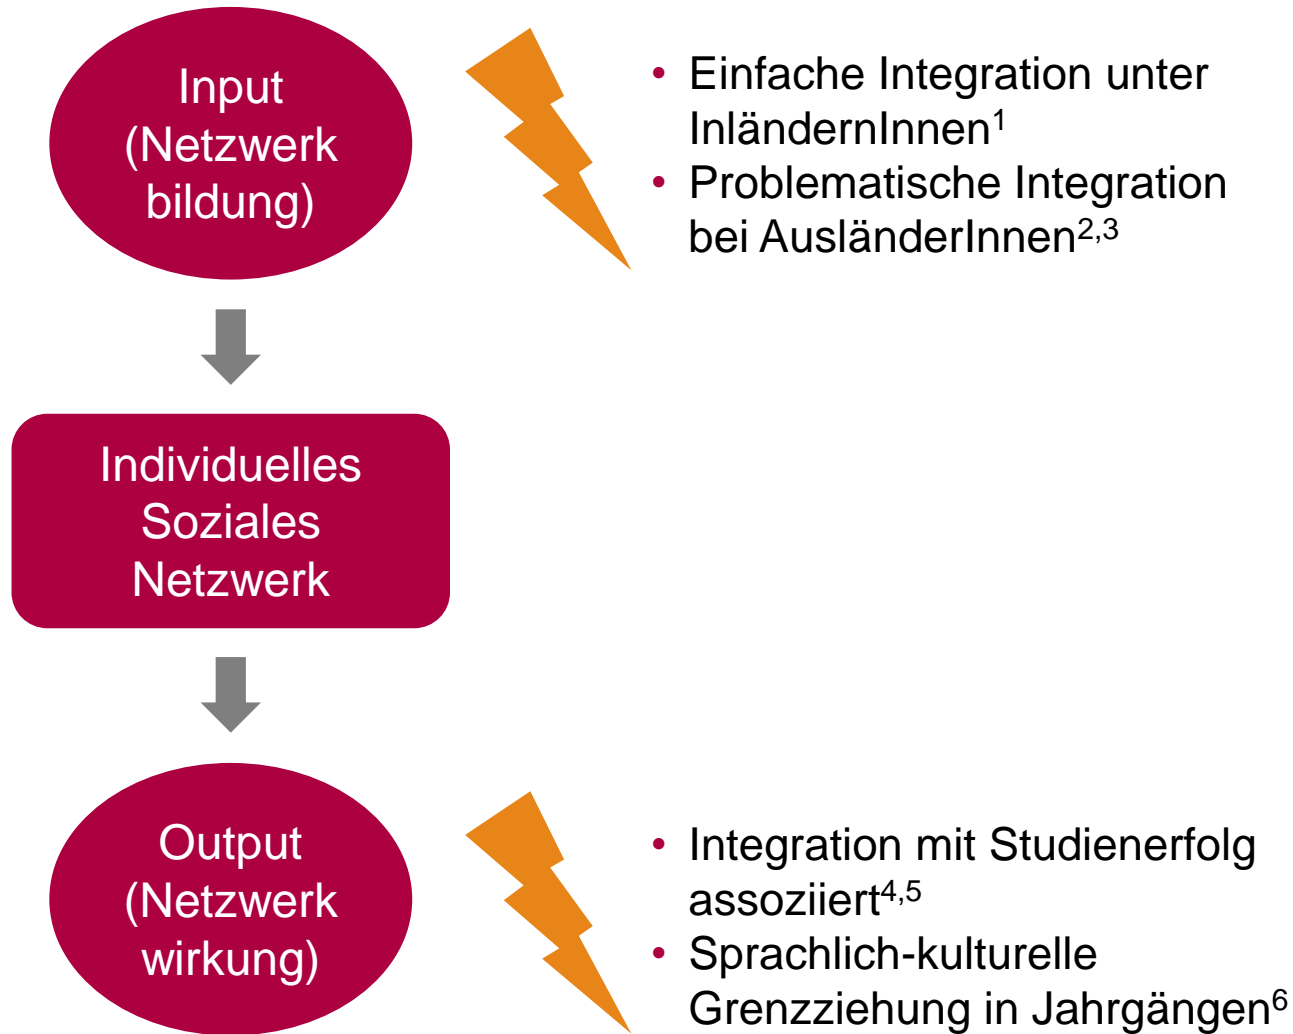 Input
(Netzwerk
bildung)
• Einfache Integration unter
InländernInnen¹
• Problematische Integration
bei AusländerInnen²,³
Individuelles
Soziales
Netzwerk
Output
(Netzwerk
wirkung)
• Integration mit Studienerfolg
assoziiert⁴,⁵
• Sprachlich-kulturelle
Grenzziehung in Jahrgängen⁶